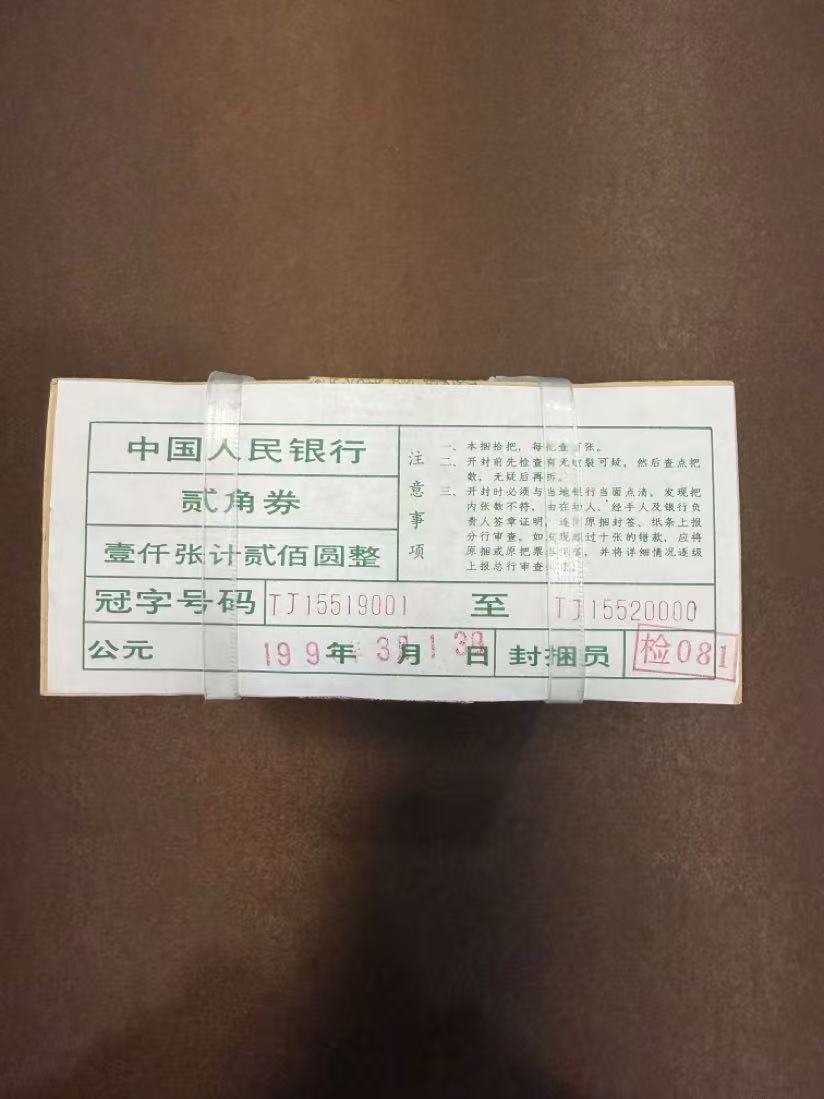 中国人民银行
贰角券
壹仟张计贰佰圆整
注意事项
一、本捆拾把，每把壹百张。
二、开封前先检查有无破裂可疑，然后查点把
数，无疑后再拆。
三、开封时必须与当地银行当面点清，发现把
内张数不符，由在场人、经手人及银行负
责人签章证明，连同原捆封签、纸条上报
分行审查。如发现超过十张的错款，应将
原捆或原把票
，并将详细情况逐级
上报总行审查
冠字号码 TJ15519001 至 TJ15520000
公元 199 年 3 月 日 封捆员 检081